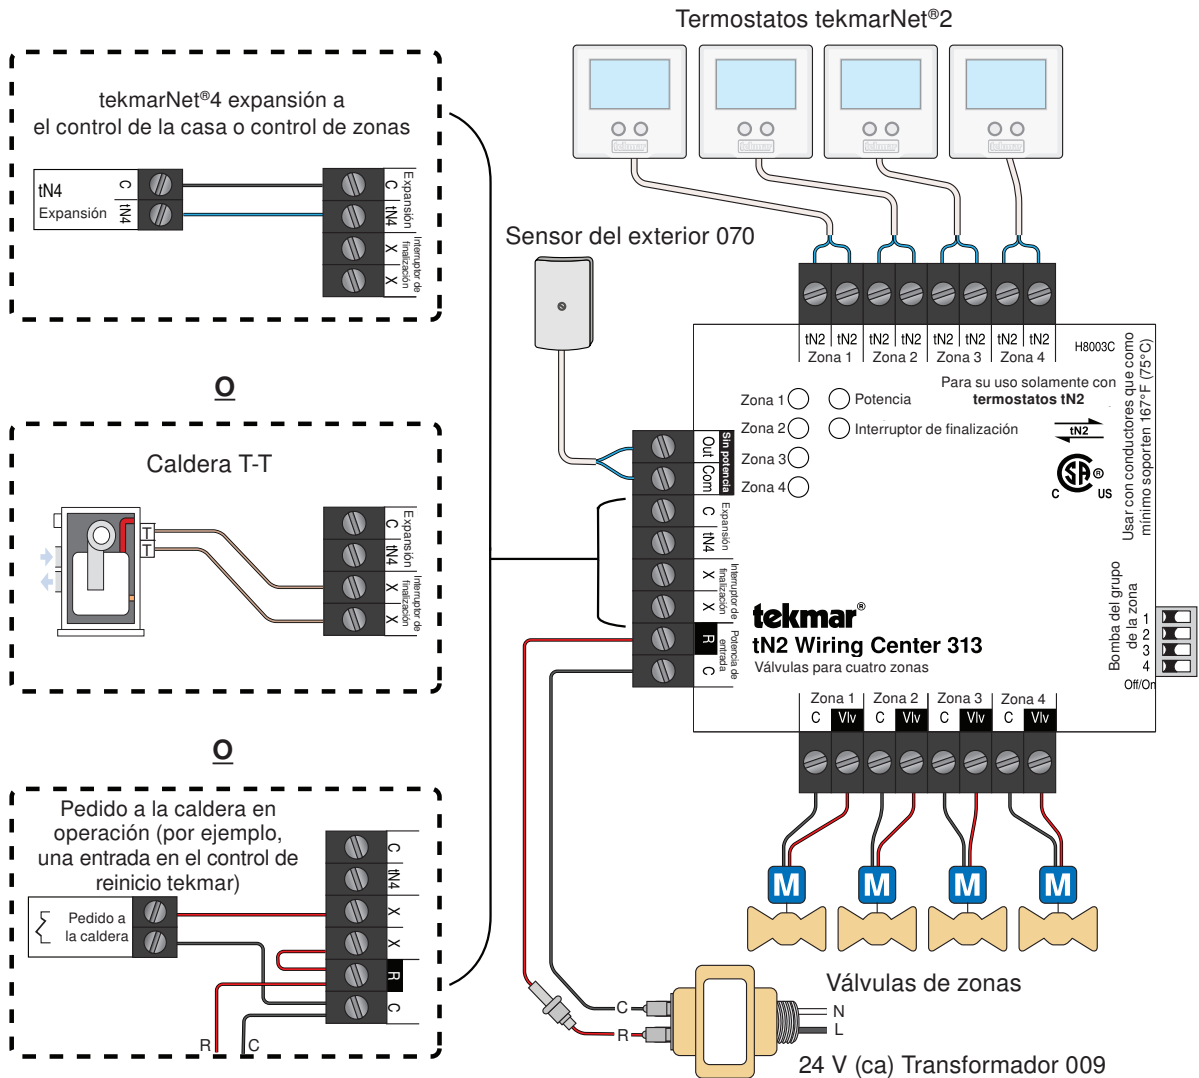 Termostatos tekmarNet®2
tekmarNet®4 expansión a
el control de la casa o control de zonas
tN4
Expansión
C
tN4
C
tN4
X
X
Expansión
Interruptor de
finalización
O
Caldera T-T
T
T
C
tN4
X
X
Expansión
Interruptor de
finalización
O
Pedido a la caldera en
operación (por ejemplo,
una entrada en el control de
reinicio tekmar)
Pedido a
la caldera
C
tN4
X
X
R
C
R
C
Sensor del exterior 070
tekmar
tekmar
tekmar
tekmar
tN2 tN2 tN2 tN2 tN2 tN2 tN2 tN2
Zona 1 Zona 2 Zona 3 Zona 4
H8003C
Usar con conductores que como
mínimo soporten 167°F (75°C)
Para su uso solamente con
termostatos tN2
tN2
C SA ® US
Zona 1
Zona 2
Zona 3
Zona 4
Potencia
Interruptor de finalización
Out
Com
Sin potencia
C
tN4
Expansión
X
X
Interruptor de
finalización
R
C
Potencia de
entrada
tekmar®
tN2 Wiring Center 313
Válvulas para cuatro zonas
Bomba del grupo
de la zona
1
2
3
4
Off/On
Zona 1 Zona 2 Zona 3 Zona 4
C Vlv C Vlv C Vlv C Vlv
M M M M
Válvulas de zonas
C
R
N
L
24 V (ca) Transformador 009